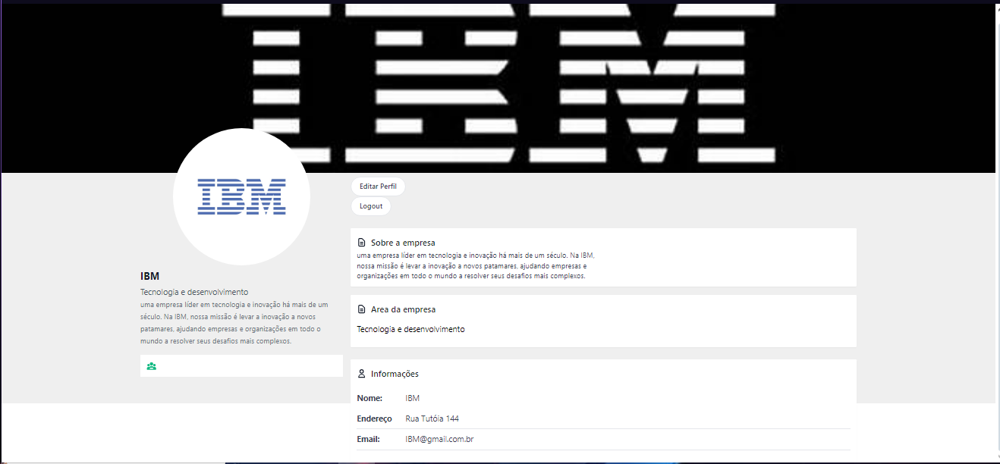 IBM
IBM
Editar Perfil
Logout
IBM
Tecnologia e desenvolvimento
uma empresa líder em tecnologia e inovação há mais de um
século. Na IBM, nossa missão é levar a inovação a novos
patamares, ajudando empresas e organizações em todo o
mundo a resolver seus desafios mais complexos.
Sobre a empresa
uma empresa líder em tecnologia e inovação há mais de um século. Na IBM,
nossa missão é levar a inovação a novos patamares, ajudando empresas e
organizações em todo o mundo a resolver seus desafios mais complexos.
Area da empresa
Tecnologia e desenvolvimento
Informações
Nome: IBM
Endereço Rua Tutóia 144
Email: IBM@gmail.com.br